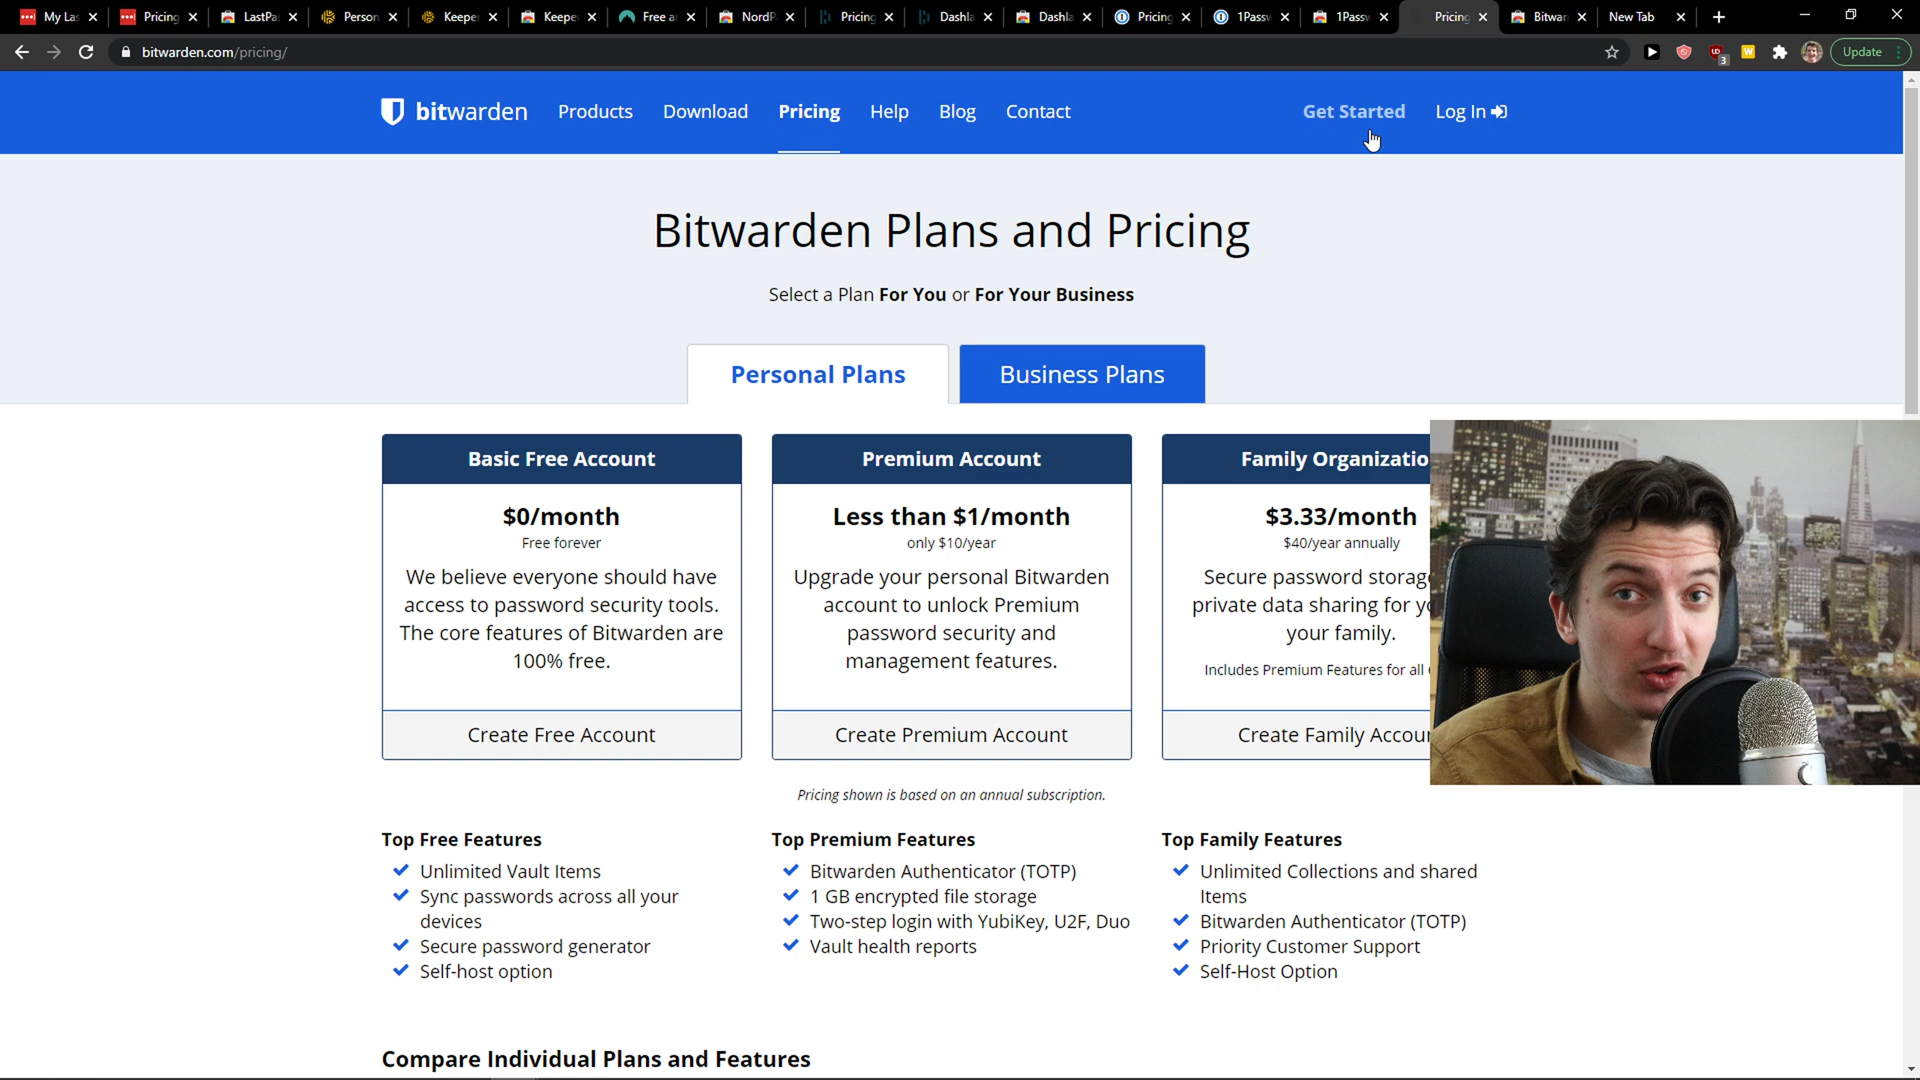 My Las
Pricing
LastPa
Person
Keeper
Keepe
Free a
NordP
Pricing
Dashla
Dashla
Pricing
1Passw
1Passw
Pricing
Bitwar
New Tab
bitwarden.com/pricing/
3
Update
bitwarden
Products
Download
Pricing
Help
Blog
Contact
Get Started
Log In
Bitwarden Plans and Pricing
Select a Plan For You or For Your Business
Personal Plans
Business Plans
Basic Free Account
$0/month
Free forever
We believe everyone should have
access to password security tools.
The core features of Bitwarden are
100% free.
Create Free Account
Premium Account
Less than $1/month
only $10/year
Upgrade your personal Bitwarden
account to unlock Premium
password security and
management features.
Create Premium Account
Family Organizatio
$3.33/month
$40/year annually
Secure password storag
private data sharing for yo
your family.
Includes Premium Features for all
Create Family Accou
Pricing shown is based on an annual subscription.
Top Free Features
Unlimited Vault Items
Sync passwords across all your
devices
Secure password generator
Self-host option
Top Premium Features
Bitwarden Authenticator (TOTP)
1 GB encrypted file storage
Two-step login with YubiKey, U2F, Duo
Vault health reports
Top Family Features
Unlimited Collections and shared
Items
Bitwarden Authenticator (TOTP)
Priority Customer Support
Self-Host Option
Compare Individual Plans and Features